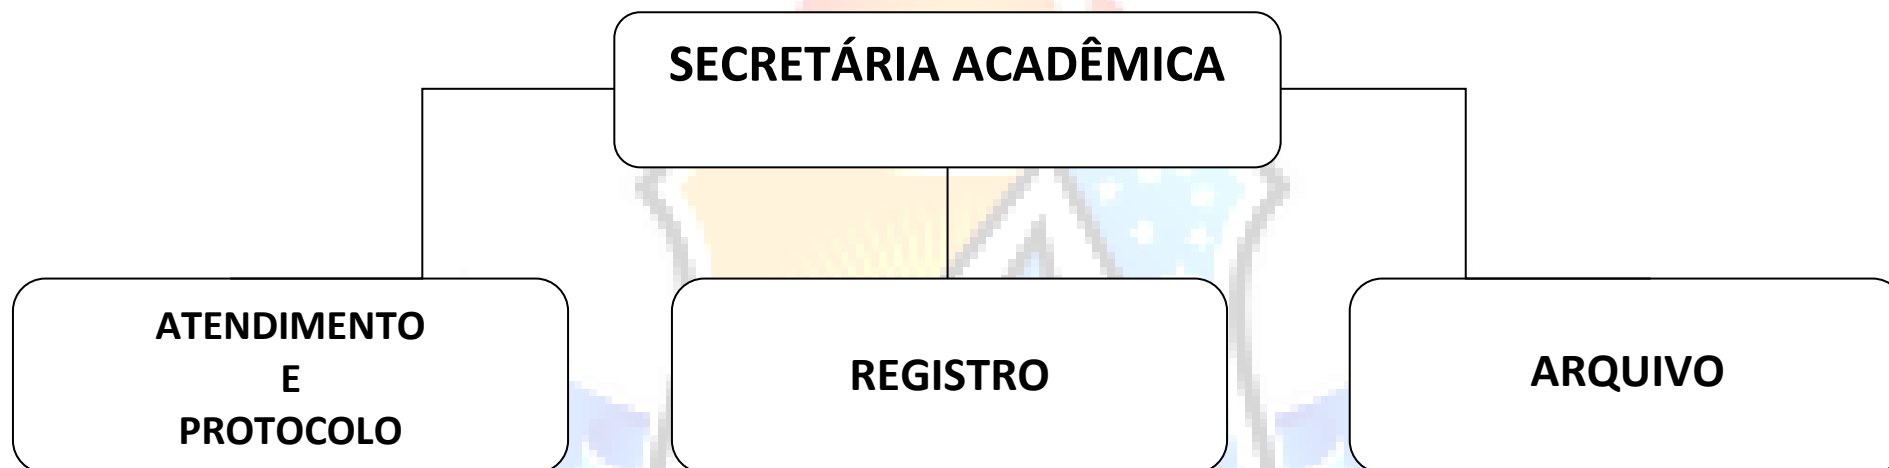 SECRETÁRIA ACADÊMICA
ATENDIMENTO
E
PROTOCOLO
REGISTRO
ARQUIVO